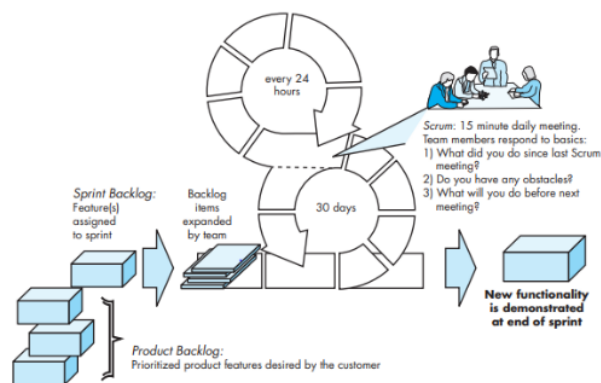 every 24
hours
Scrum: 15 minute daily meeting.
Team members respond to basics:
1) What did you do since last Scrum
meeting?
2) Do you have any obstacles?
3) What will you do before next
meeting?
Sprint Backlog:
Feature(s)
assigned
to sprint
Backlog
items
expanded
by team
30 days
New functionality
is demonstrated
at end of sprint
Product Backlog:
Prioritized product features desired by the customer